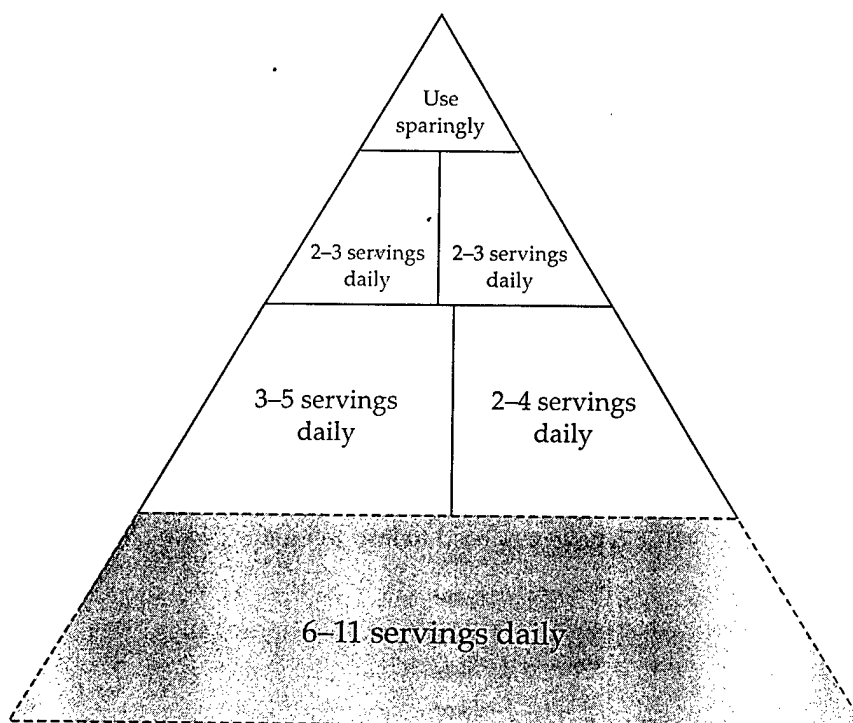 Use
sparingly
2–3 servings
daily
2–3 servings
daily
3–5 servings
daily
2–4 servings
daily
6–11 servings daily